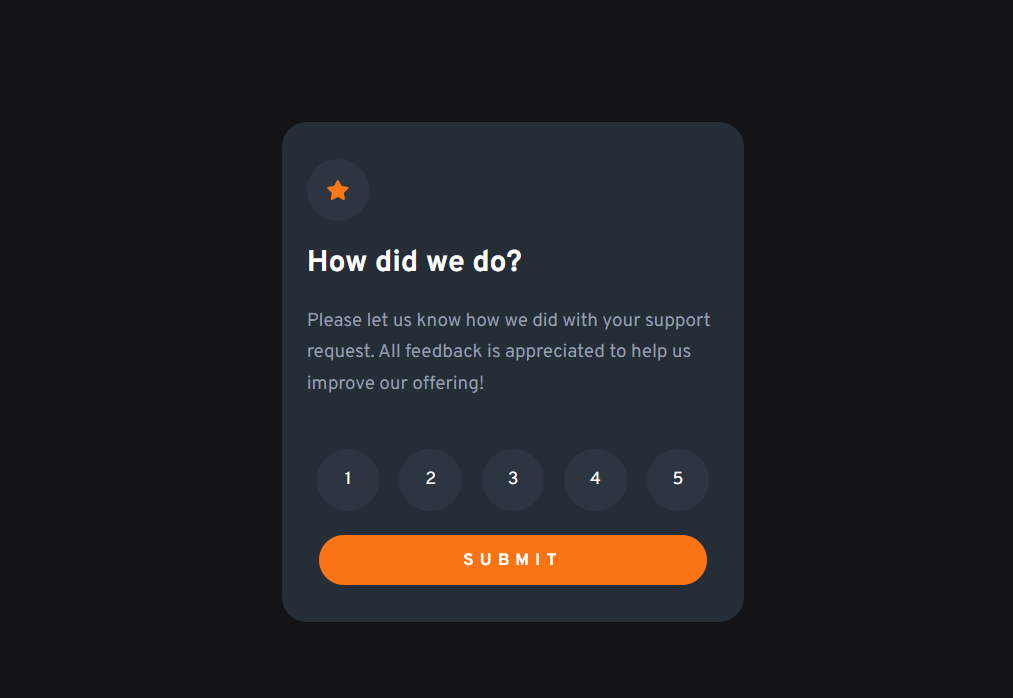 How did we do?
Please let us know how we did with your support
request. All feedback is appreciated to help us
improve our offering!
1 2 3 4 5
SUBMIT